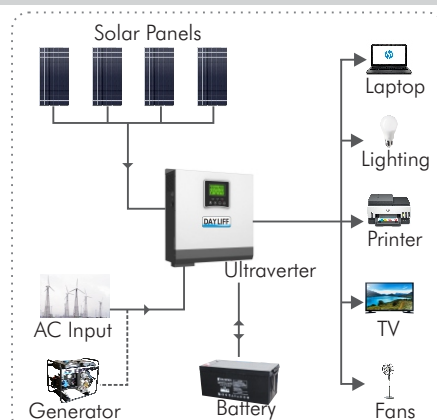 Solar Panels
Laptop
Lighting
DAYLIFF
Printer
Ultraverter
AC Input
TV
Generator
Battery
Fans